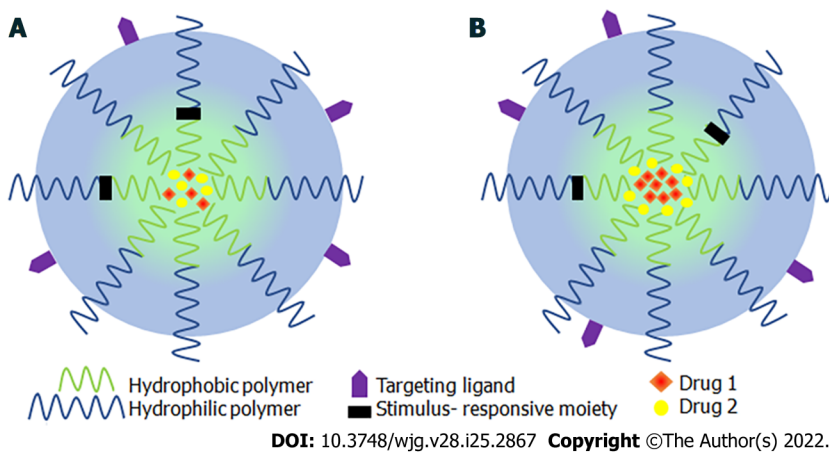 A
B
Hydrophobic polymer
Hydrophilic polymer
Targeting ligand
Stimulus- responsive moiety
Drug 1
Drug 2
DOI: 10.3748/wjg.v28.i25.2867 Copyright ©The Author(s) 2022.